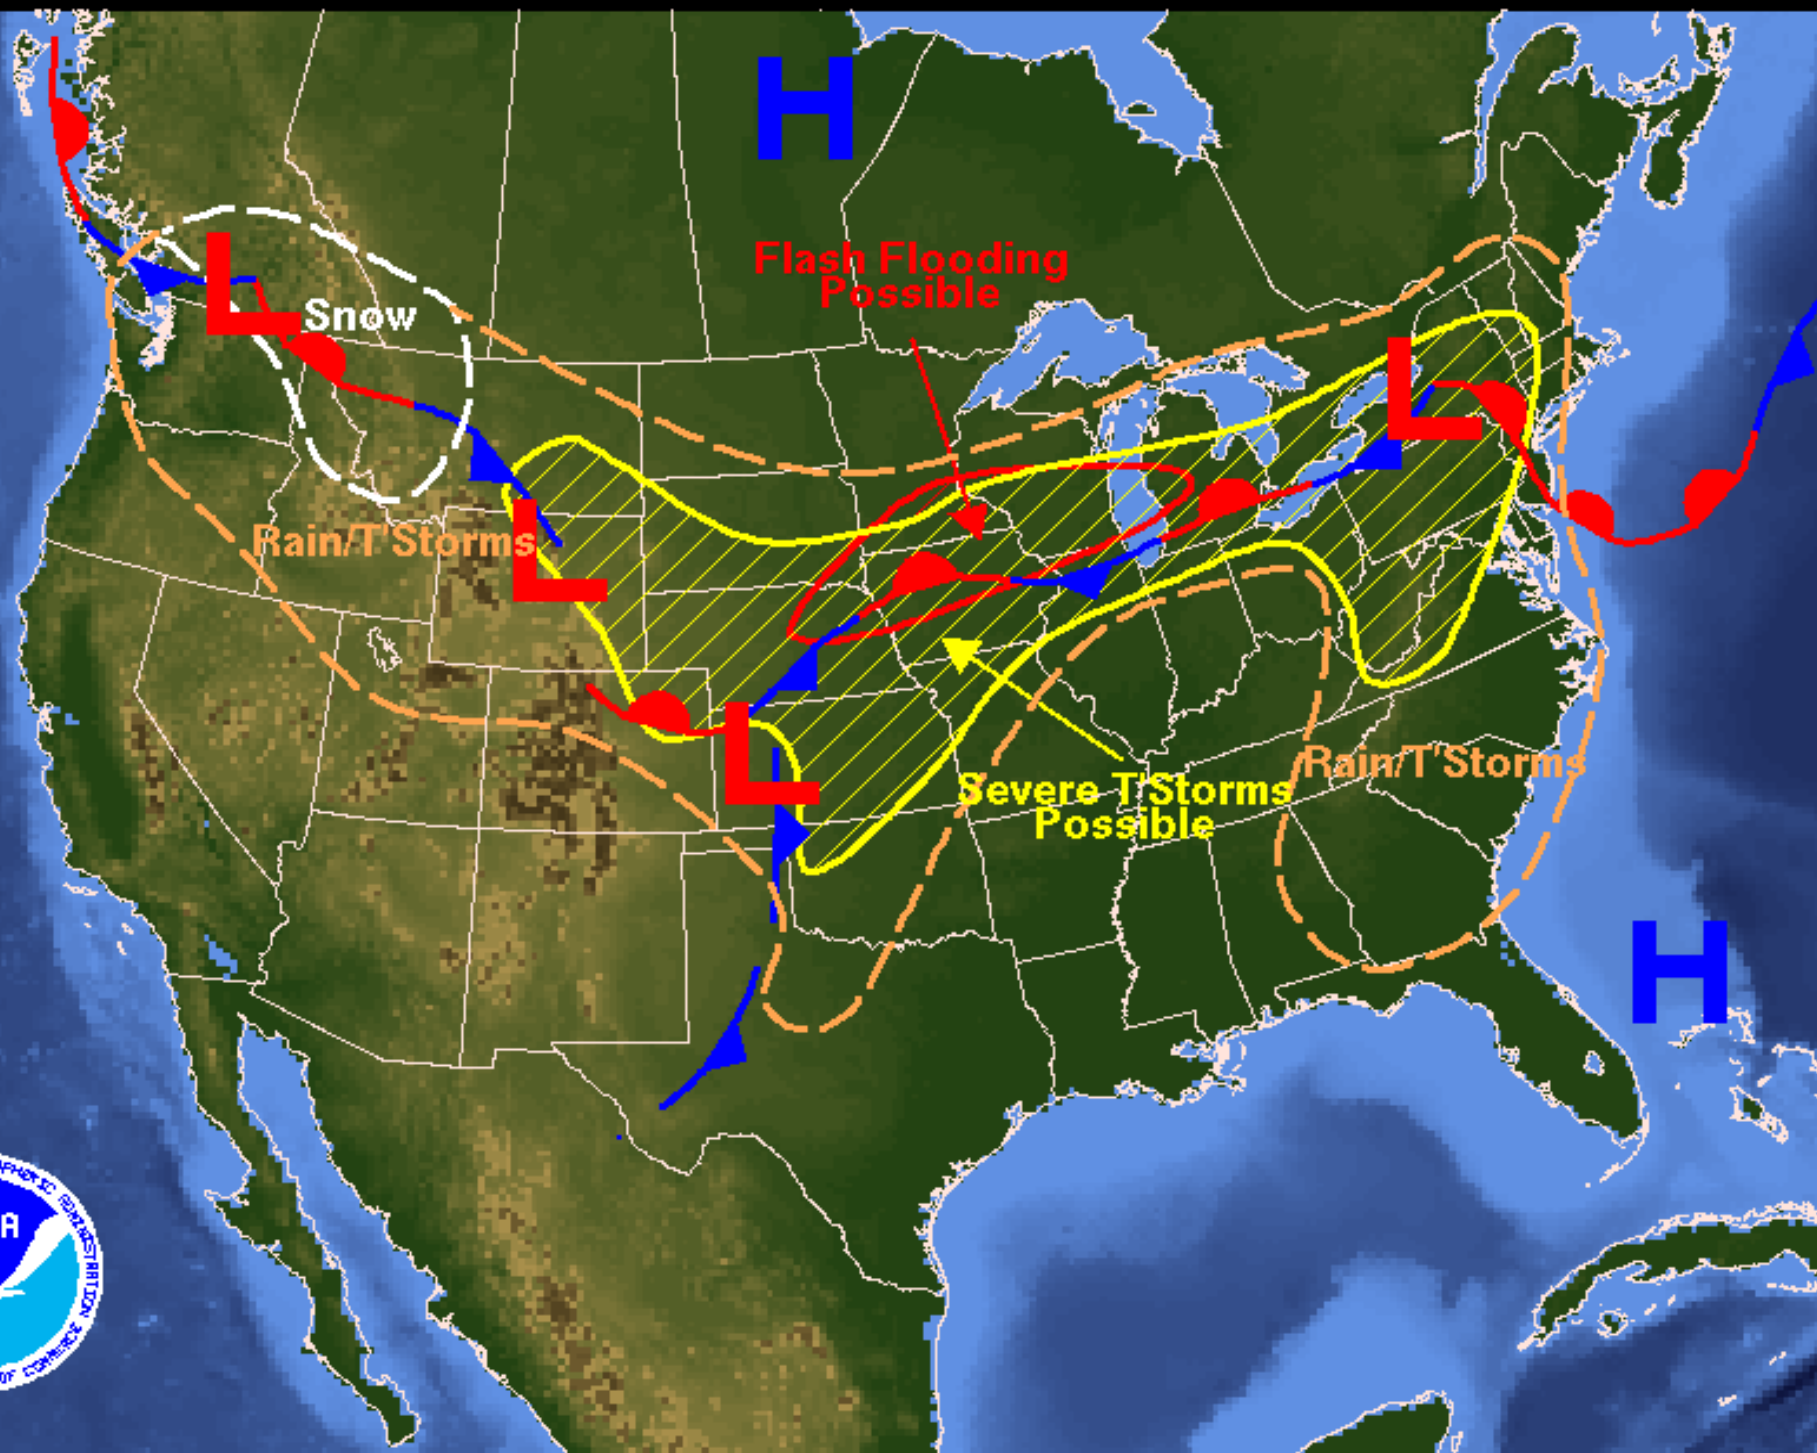 H
Flash Flooding
Possible
L
Snow
L
Rain/T'Storms
L
L
Rain/T'Storms
Severe T'Storms
Possible
H
A